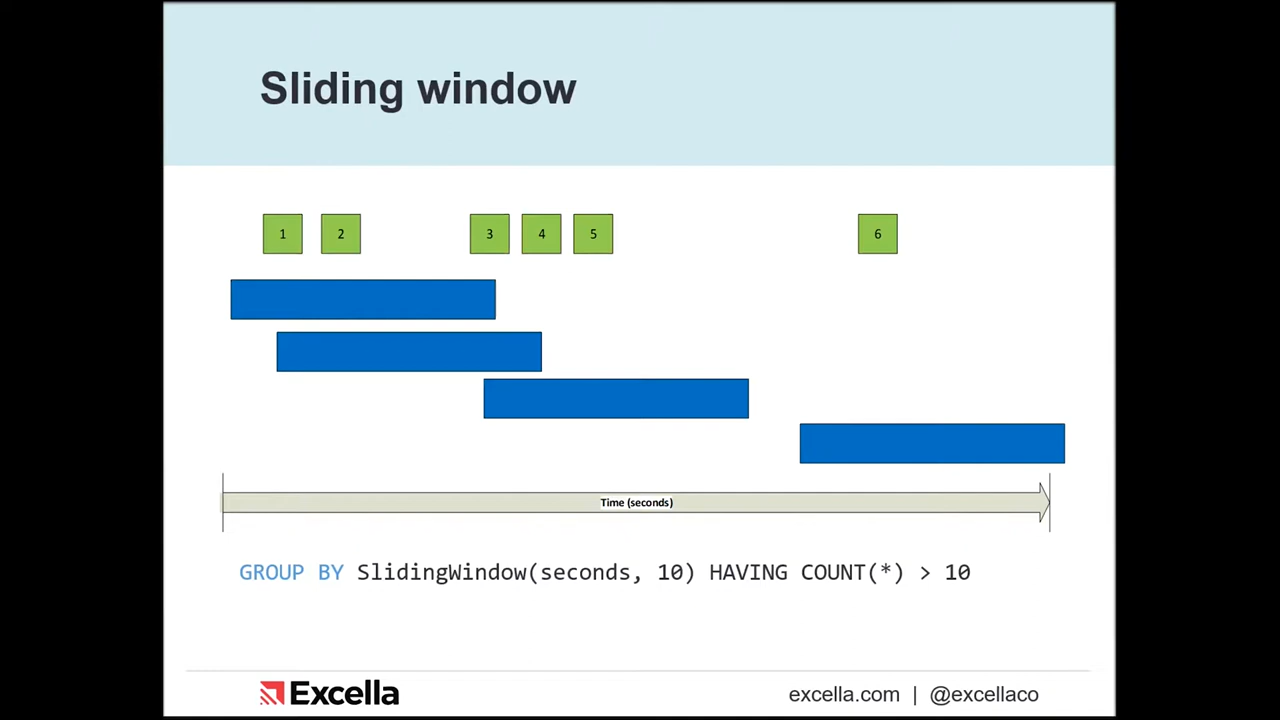 Sliding window
1 2 3 4 5 6
Time (seconds)
GROUP BY SlidingWindow(seconds, 10) HAVING COUNT(*) > 10
Excella
excella.com | @excellaco